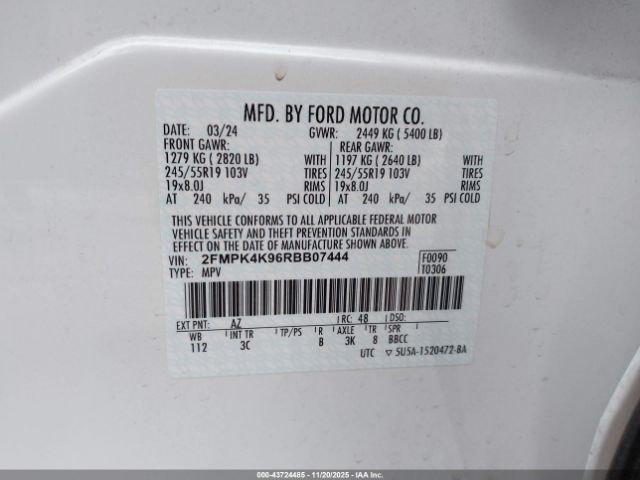 MFD. BY FORD MOTOR CO.
DATE: 03/24 GVWR: 2449 KG ( 5400 LB)
FRONT GAWR: REAR GAWR:
1279 KG ( 2820 LB) WITH 1197 KG ( 2640 LB) WITH
245/55R19 103V TIRES 245/55R19 103V TIRES
19x8.0J RIMS 19x8.0J RIMS
AT 240 kPa/ 35 PSI COLD AT 240 kPa/ 35 PSI COLD
THIS VEHICLE CONFORMS TO ALL APPLICABLE FEDERAL MOTOR
VEHICLE SAFETY AND THEFT PREVENTION STANDARDS IN
EFFECT ON THE DATE OF MANUFACTURE SHOWN ABOVE.
VIN: 2FMPK4K96RBB07444 F0090
TYPE: MPV T0306
EXT PNT: AZ RC: 48 DSO:
WB INT TR TP/PS R AXLE TR SPR
112 3C B 3K 8 BBCC
UTC ▽ 5U5A-1520472-BA
000-43724485 - 11/20/2025 - IAA Inc.